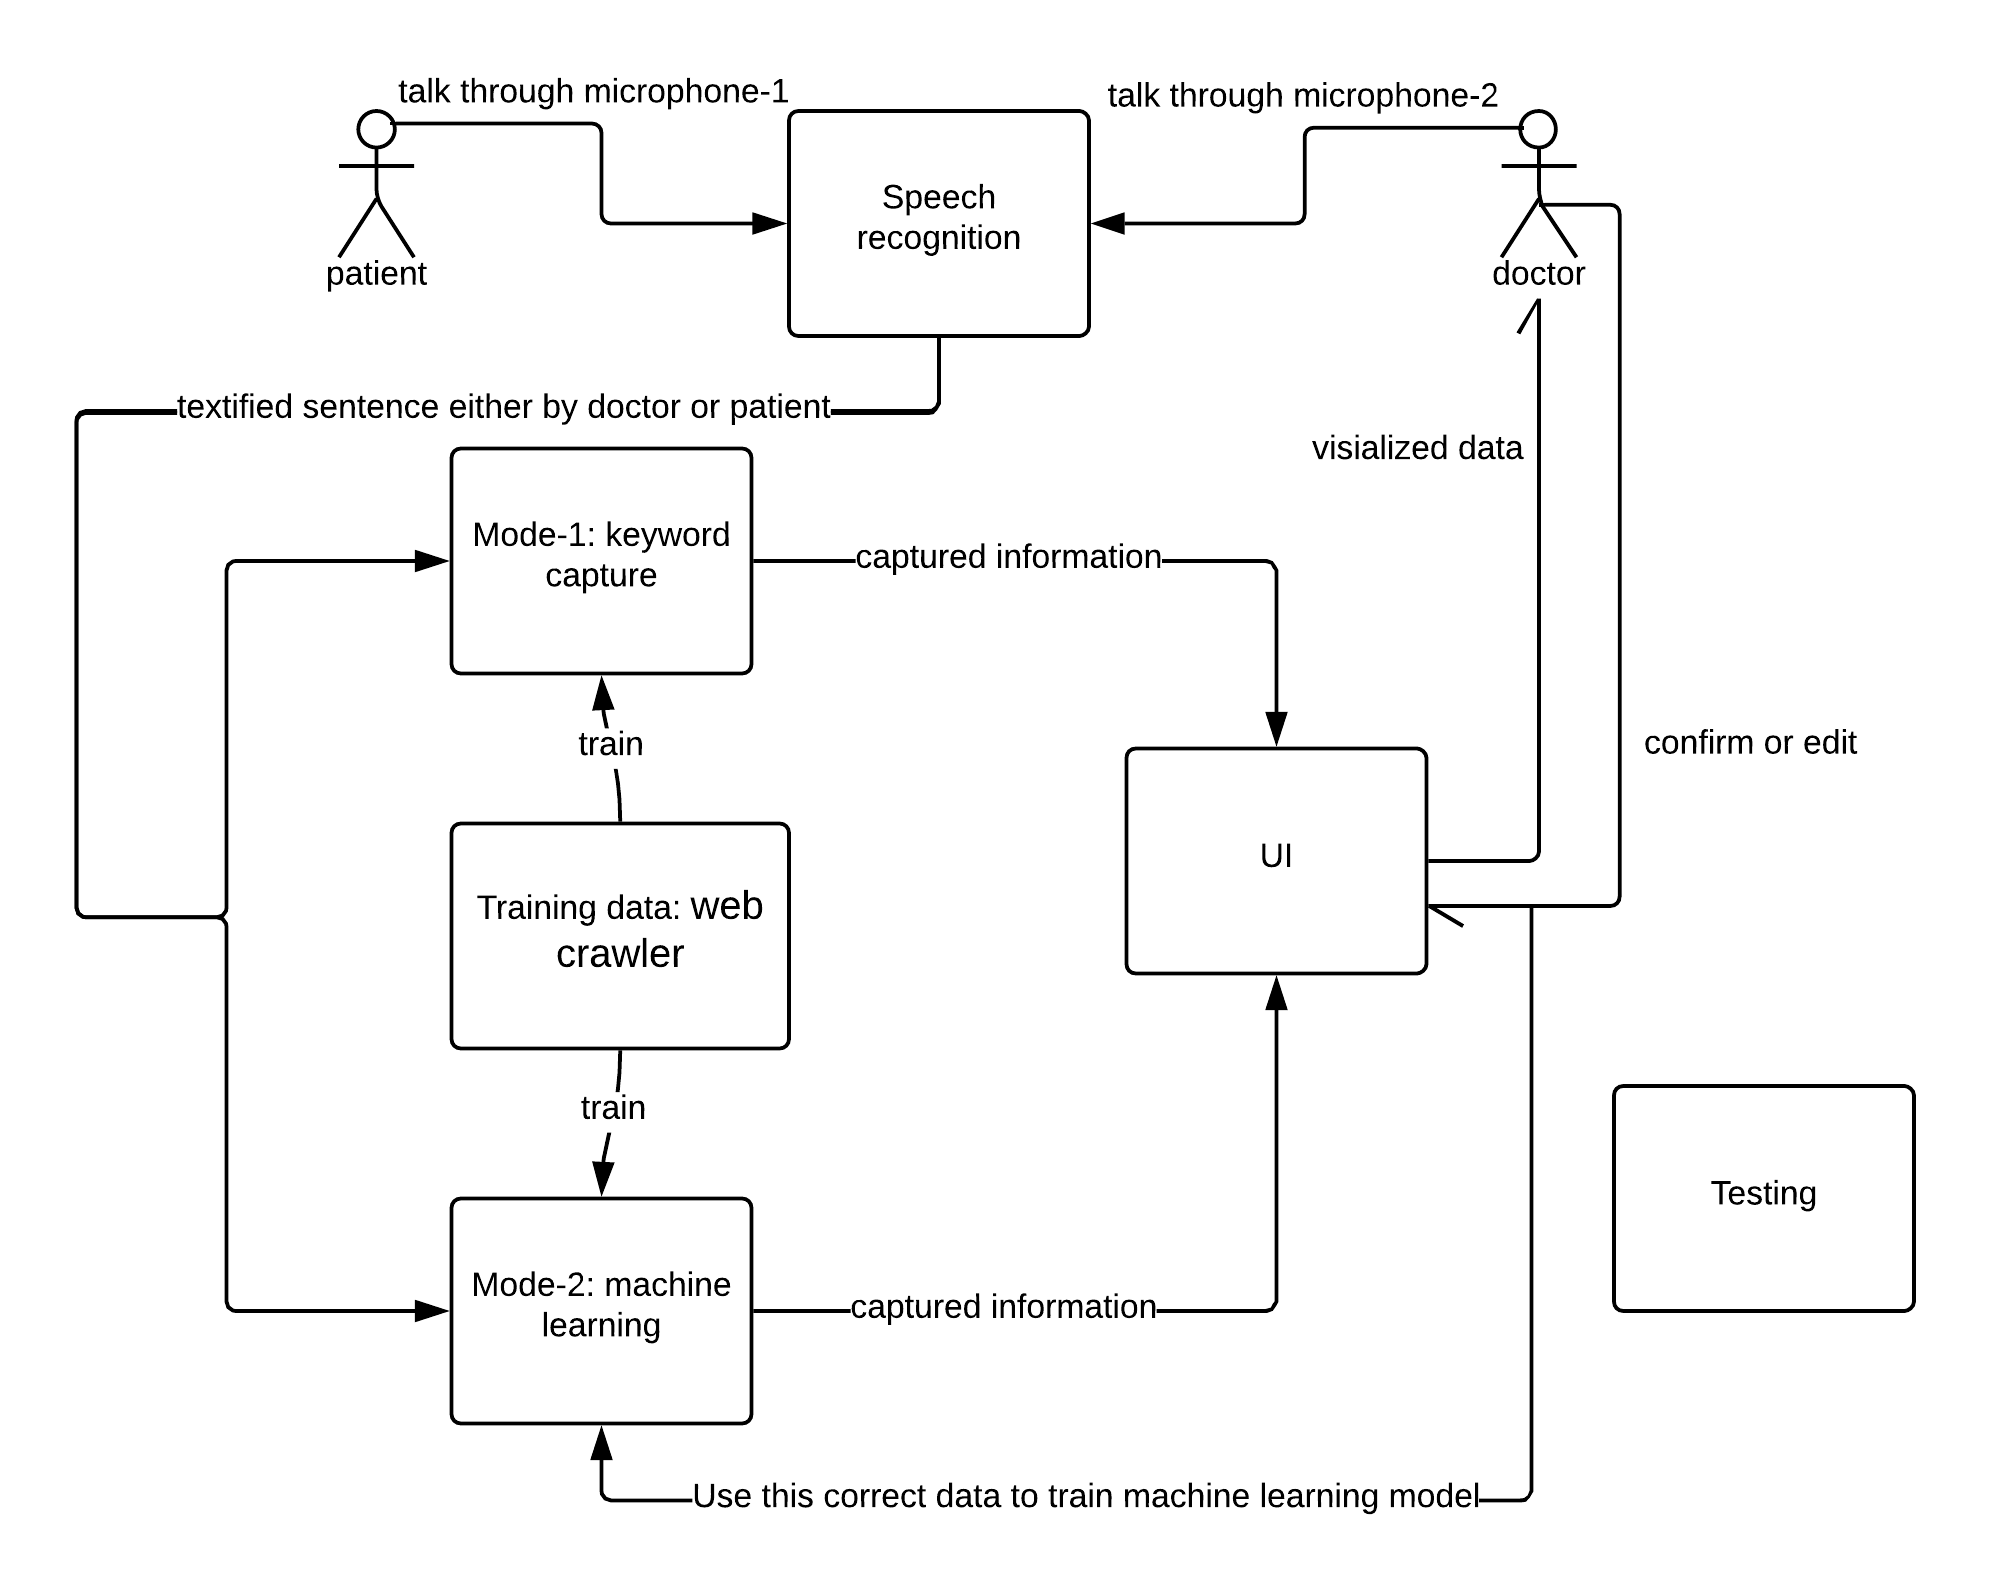 talk through microphone-1
talk through microphone-2
Speech
recognition
patient
doctor
textified sentence either by doctor or patient
visialized data
Mode-1: keyword
capture
captured information
train
confirm or edit
UI
Training data: web
crawler
train
Testing
Mode-2: machine
learning
captured information
Use this correct data to train machine learning model